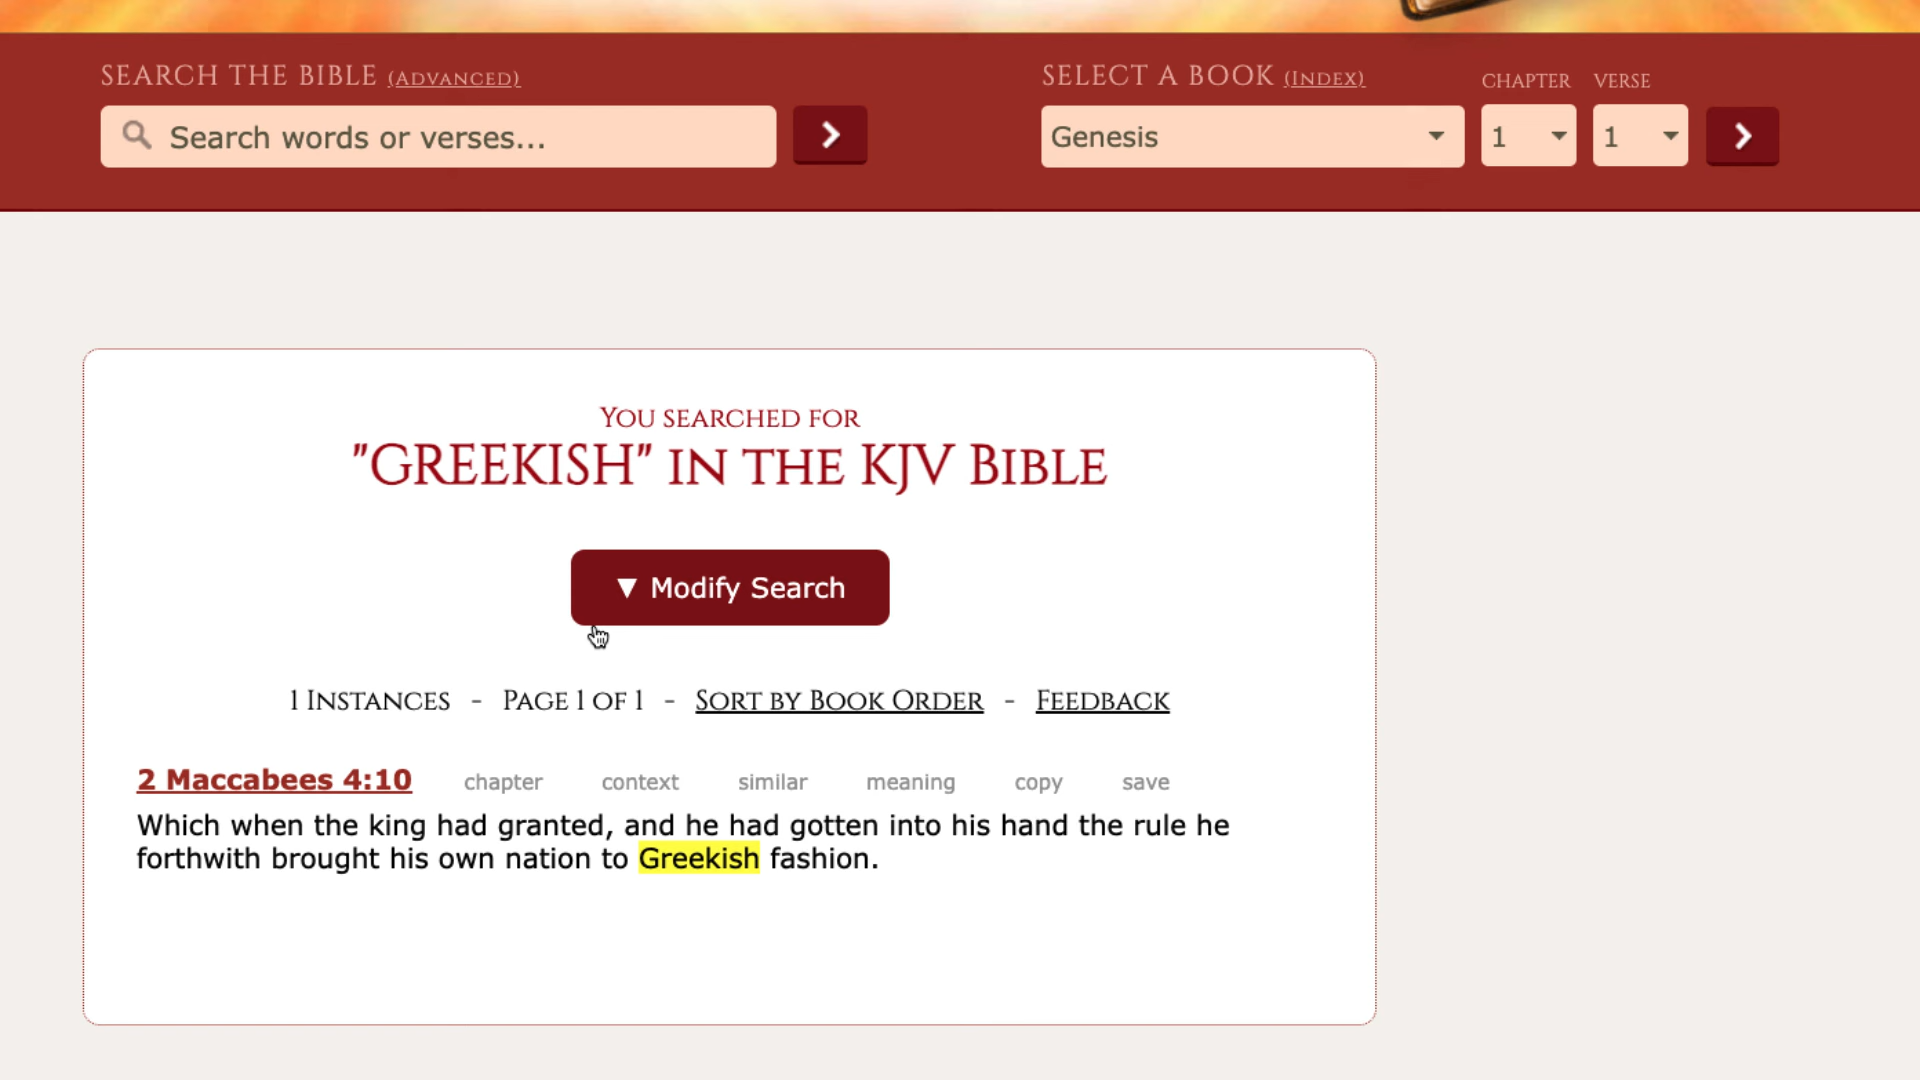 SEARCH THE BIBLE (ADVANCED)
Search words or verses...
SELECT A BOOK (INDEX) CHAPTER VERSE
Genesis 1 1
YOU SEARCHED FOR
"GREEKISH" IN THE KJV BIBLE
▼ Modify Search
1 INSTANCES - PAGE 1 OF 1 - SORT BY BOOK ORDER - FEEDBACK
2 Maccabees 4:10 chapter context similar meaning copy save
Which when the king had granted, and he had gotten into his hand the rule he
forthwith brought his own nation to Greekish fashion.